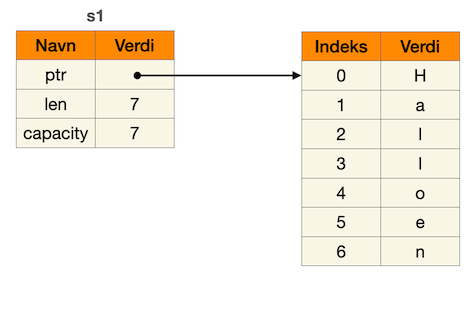 s1
Navn Verdi
ptr
len 7
capacity 7
Indeks Verdi
0 H
1 a
2 l
3 l
4 o
5 e
6 n